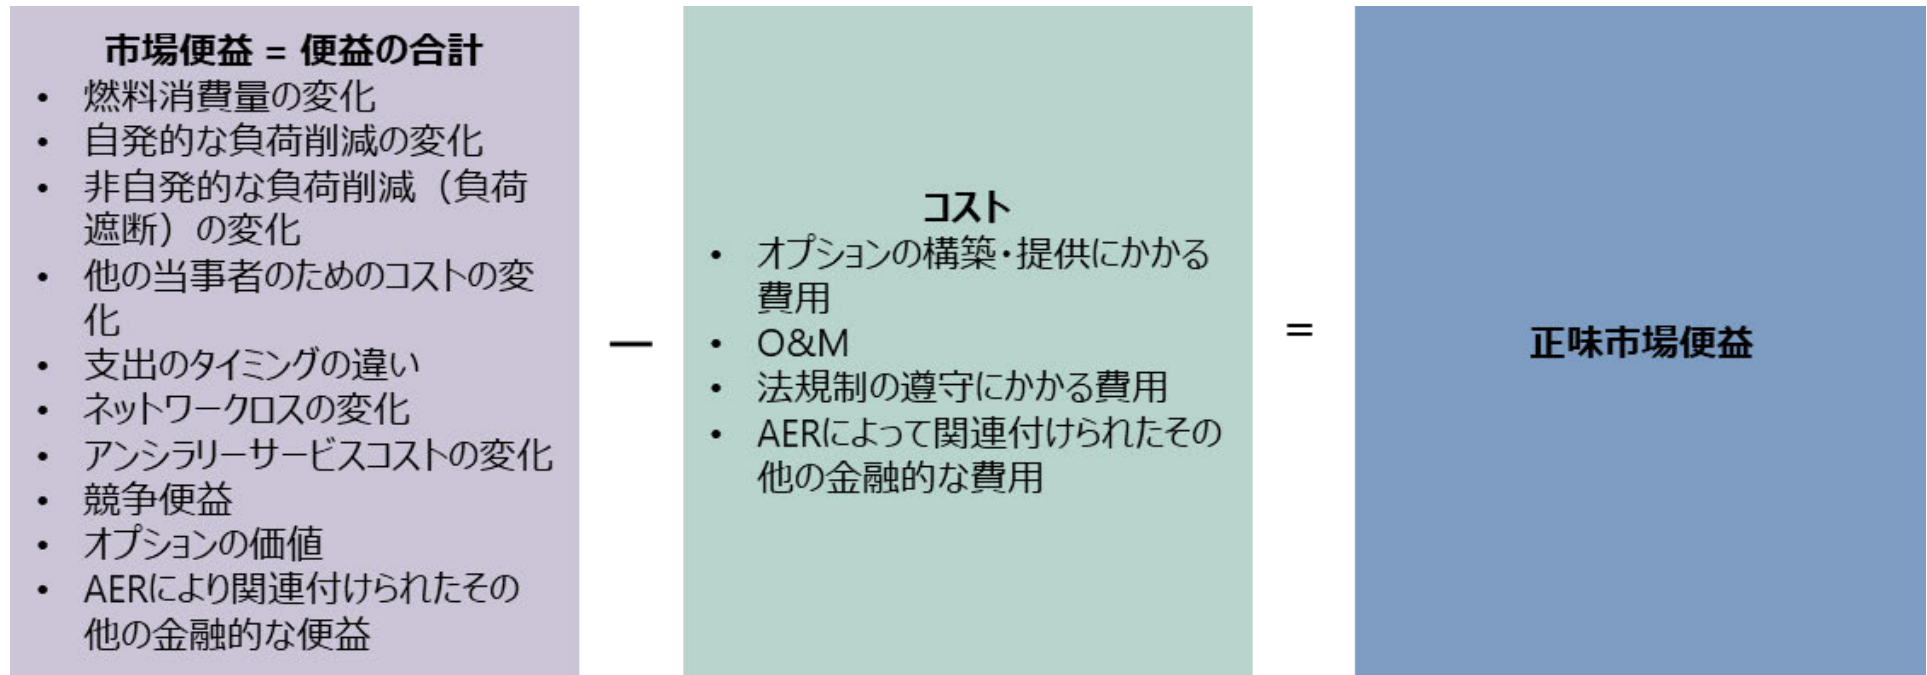 市場便益 = 便益の合計
• 燃料消費量の変化
• 自発的な負荷削減の変化
• 非自発的な負荷削減（負荷
遮断）の変化
• 他の当事者のためのコストの変
化
• 支出のタイミングの違い
• ネットワークロスの変化
• アンシラリーサービスコストの変化
• 競争便益
• オプションの価値
• AERにより関連付けられたその
他の金融的な便益
―
コスト
• オプションの構築・提供にかかる
費用
• O&M
• 法規制の遵守にかかる費用
• AERによって関連付けられたその
他の金融的な費用
=
正味市場便益